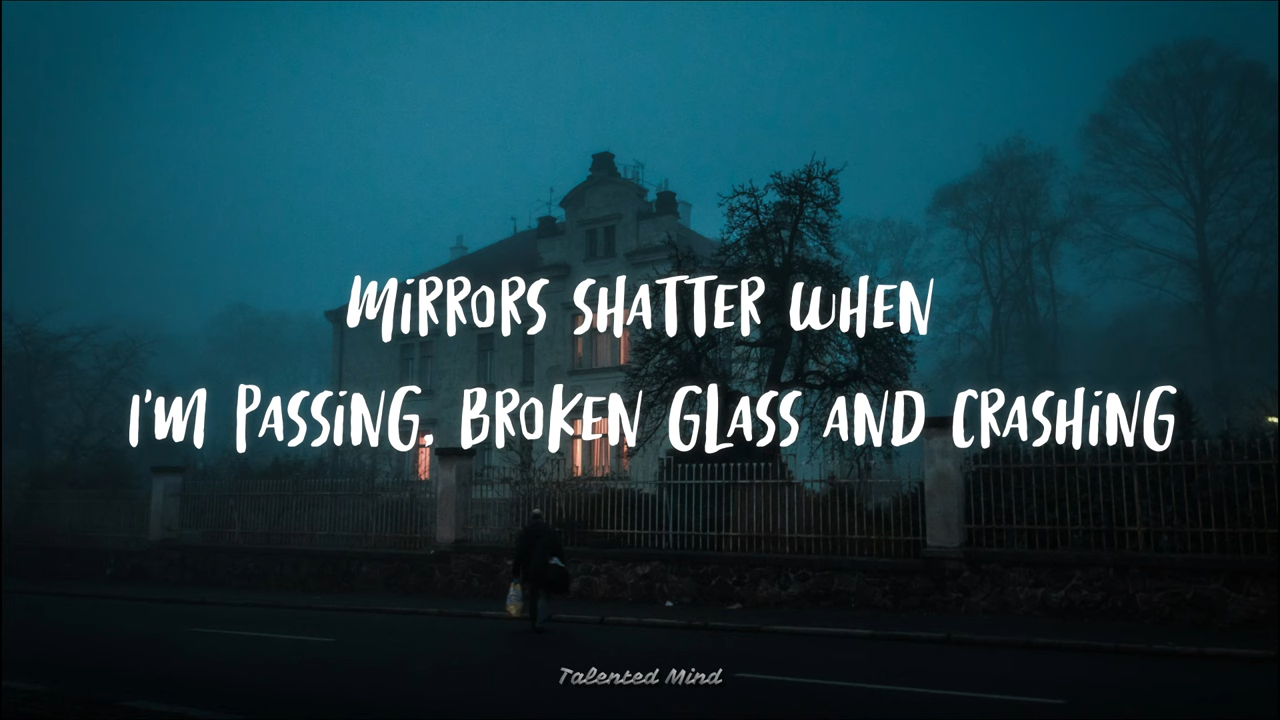 MiRRORS SHATTER WHEN
I'M PASSiNG, BROKEN GLASS AND CRASHiNG
Talented Mind